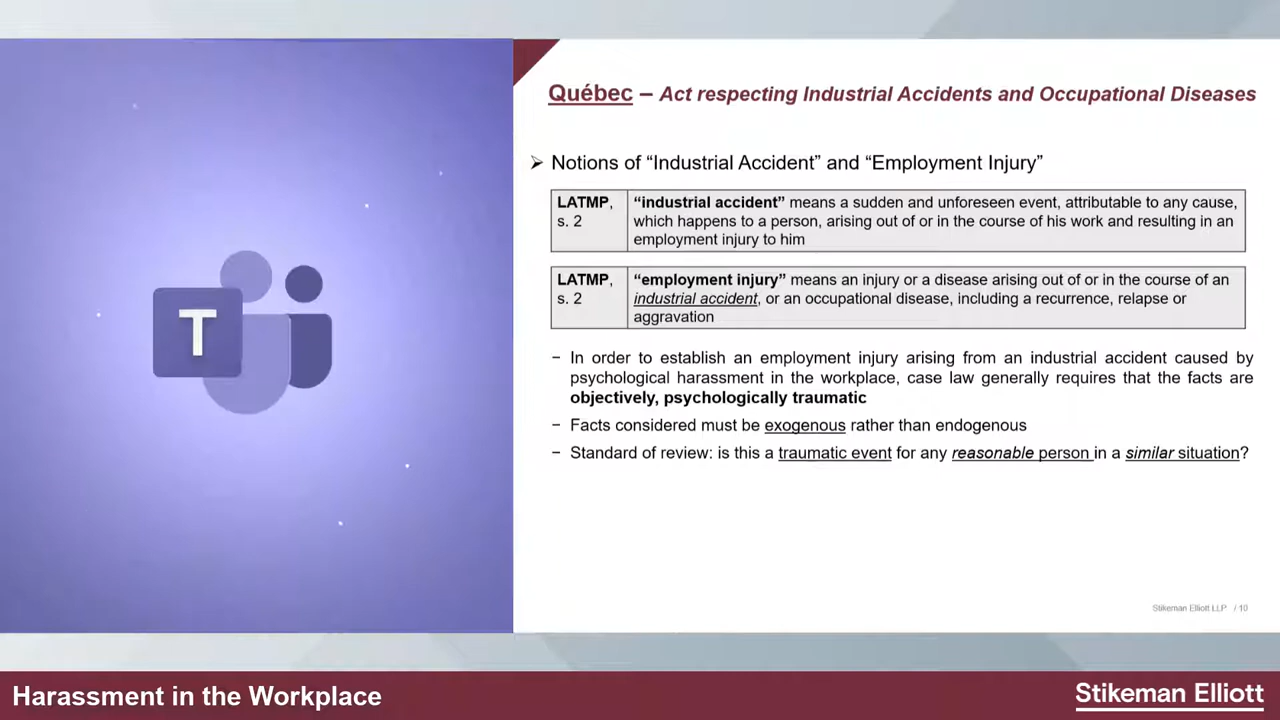 T
Québec – Act respecting Industrial Accidents and Occupational Diseases
➢ Notions of “Industrial Accident” and “Employment Injury”
LATMP, s. 2
“industrial accident” means a sudden and unforeseen event, attributable to any cause,
which happens to a person, arising out of or in the course of his work and resulting in an
employment injury to him
LATMP, s. 2
“employment injury” means an injury or a disease arising out of or in the course of an
industrial accident, or an occupational disease, including a recurrence, relapse or
aggravation
− In order to establish an employment injury arising from an industrial accident caused by
psychological harassment in the workplace, case law generally requires that the facts are
objectively, psychologically traumatic
− Facts considered must be exogenous rather than endogenous
− Standard of review: is this a traumatic event for any reasonable person in a similar situation?
Stikeman Elliott LLP / 10
Harassment in the Workplace
Stikeman Elliott